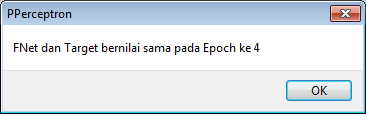 PPerceptron
FNet dan Target bernilai sama pada Epoch ke 4
OK